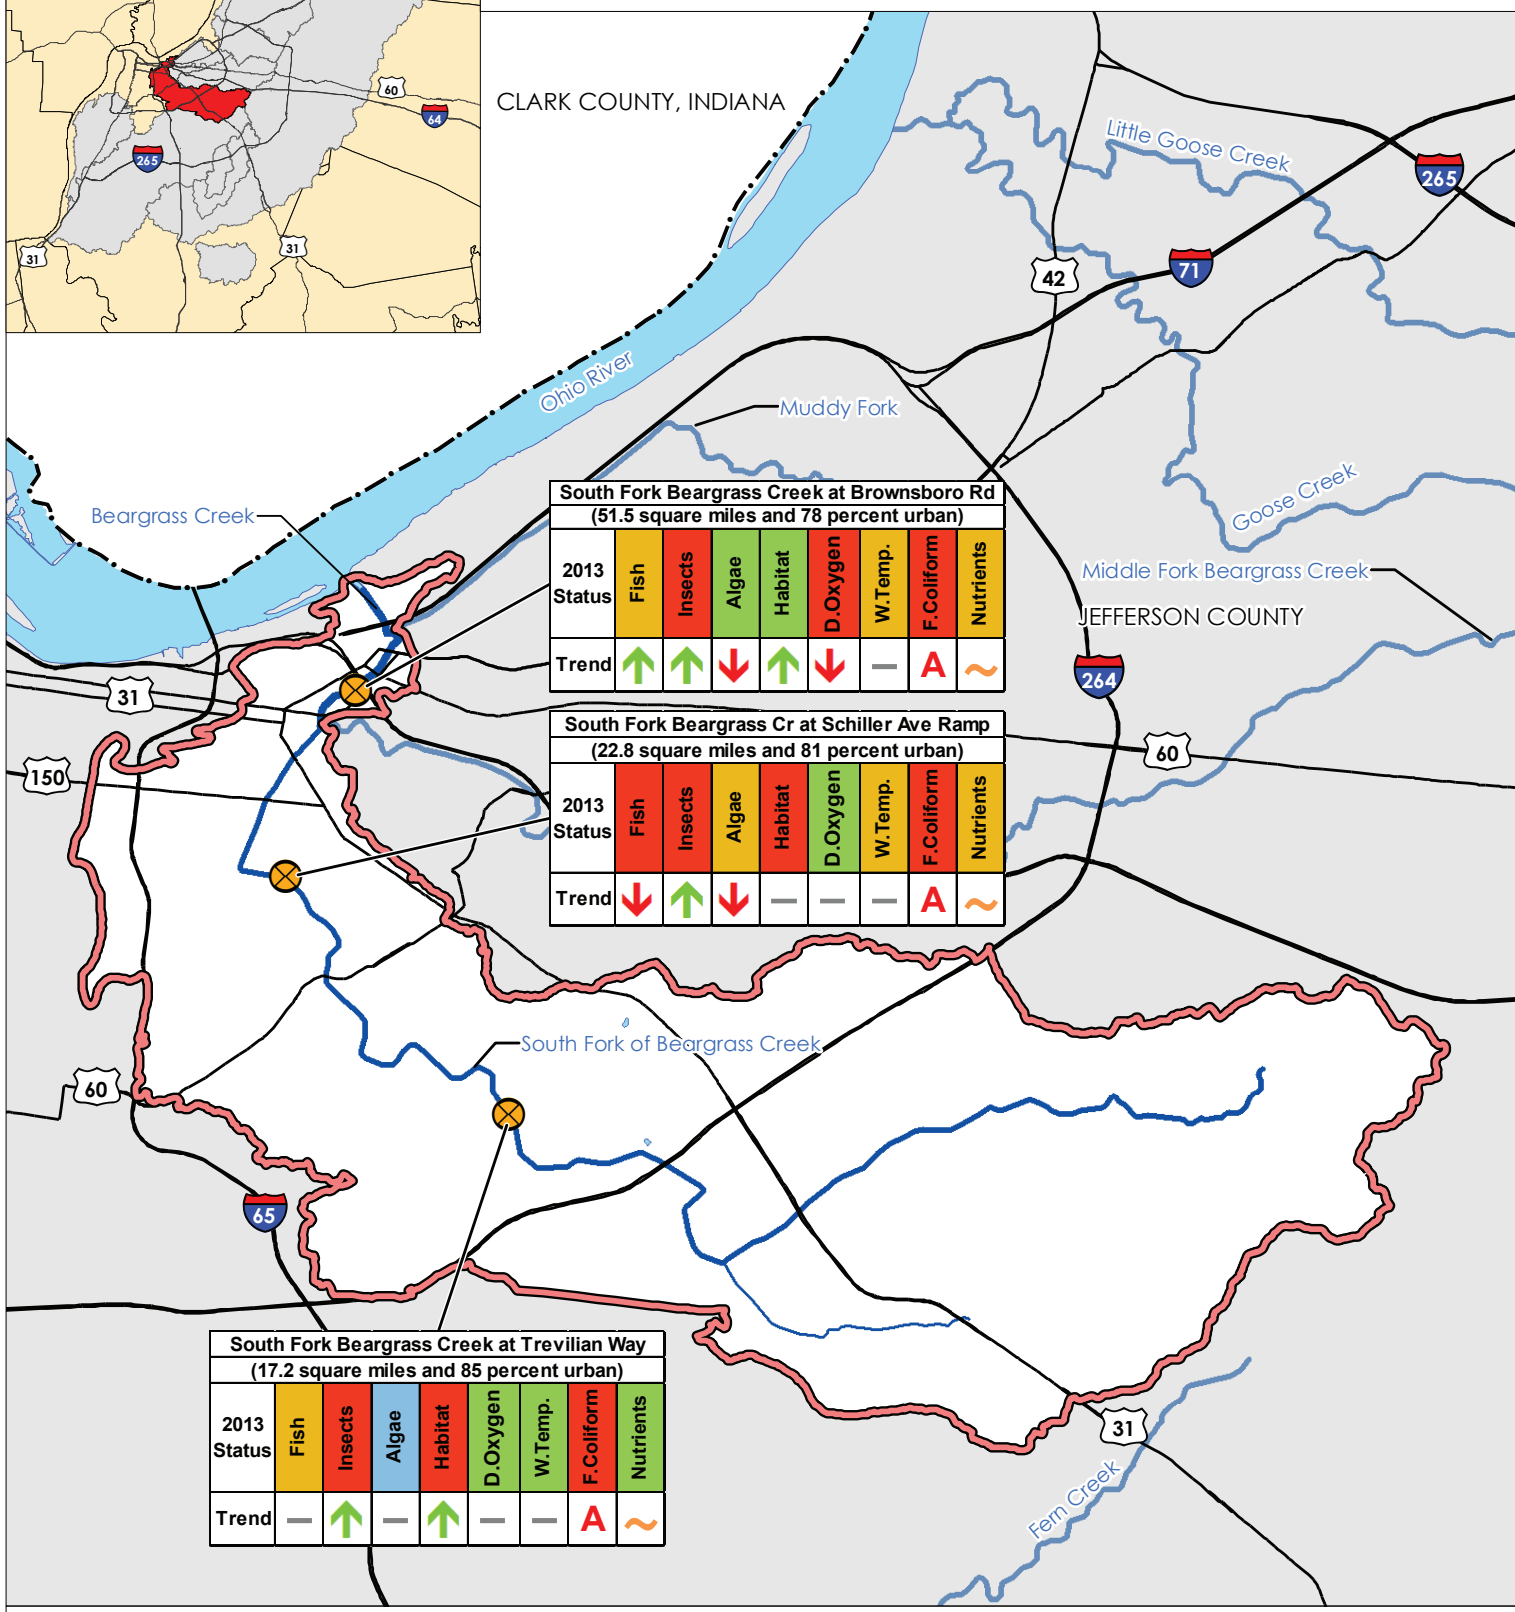 60
64
265
31
31
CLARK COUNTY, INDIANA
Little Goose Creek
265
71
42
Ohio River
Muddy Fork
Goose Creek
Beargrass Creek
Middle Fork Beargrass Creek
JEFFERSON COUNTY
264
31
60
150
South Fork Beargrass Creek at Brownsboro Rd
(51.5 square miles and 78 percent urban)
2013 Status Fish Insects Algae Habitat D.Oxygen W.Temp. F.Coliform Nutrients
Trend ↑ ↑ ↓ ↑ ↓ — A ~
South Fork Beargrass Cr at Schiller Ave Ramp
(22.8 square miles and 81 percent urban)
2013 Status Fish Insects Algae Habitat D.Oxygen W.Temp. F.Coliform Nutrients
Trend ↓ ↑ ↓ — — — A ~
South Fork of Beargrass Creek
60
65
South Fork Beargrass Creek at Trevilian Way
(17.2 square miles and 85 percent urban)
2013 Status Fish Insects Algae Habitat D.Oxygen W.Temp. F.Coliform Nutrients
Trend — ↑ — ↑ — — A ~
31
Fern Creek